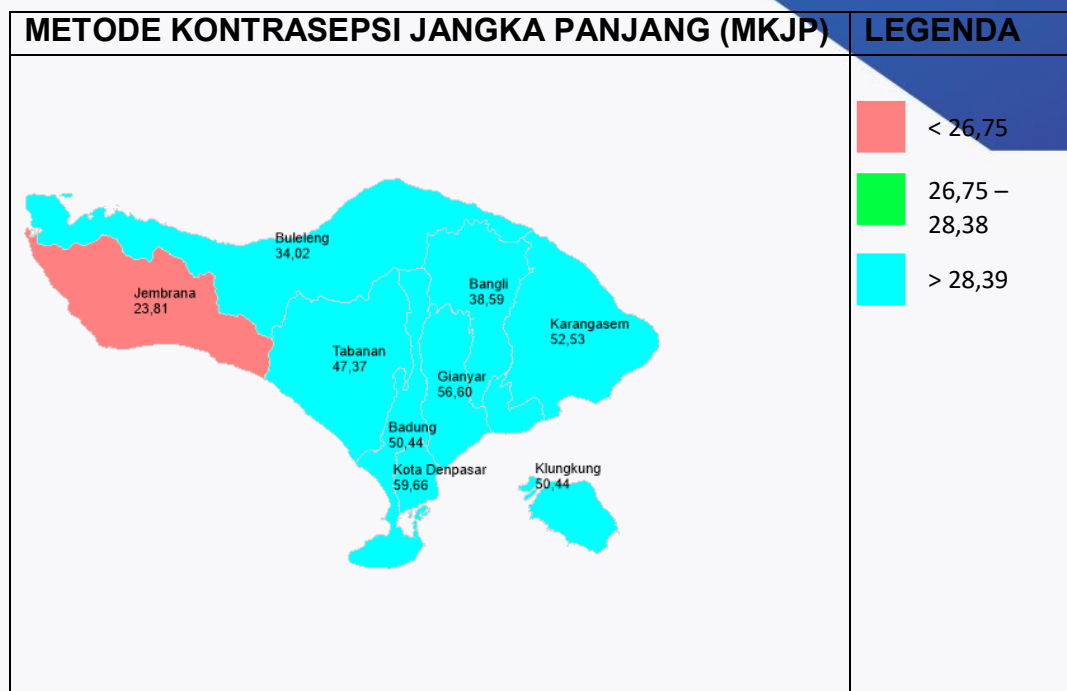 METODE KONTRASEPSI JANGKA PANJANG (MKJP)
LEGENDA
< 26,75
26,75 –
28,38
> 28,39
Buleleng
34,02
Jembrana
23,81
Bangli
38,59
Karangasem
52,53
Tabanan
47,37
Gianyar
56,60
Badung
50,44
Kota Denpasar
59,66
Klungkung
50,44